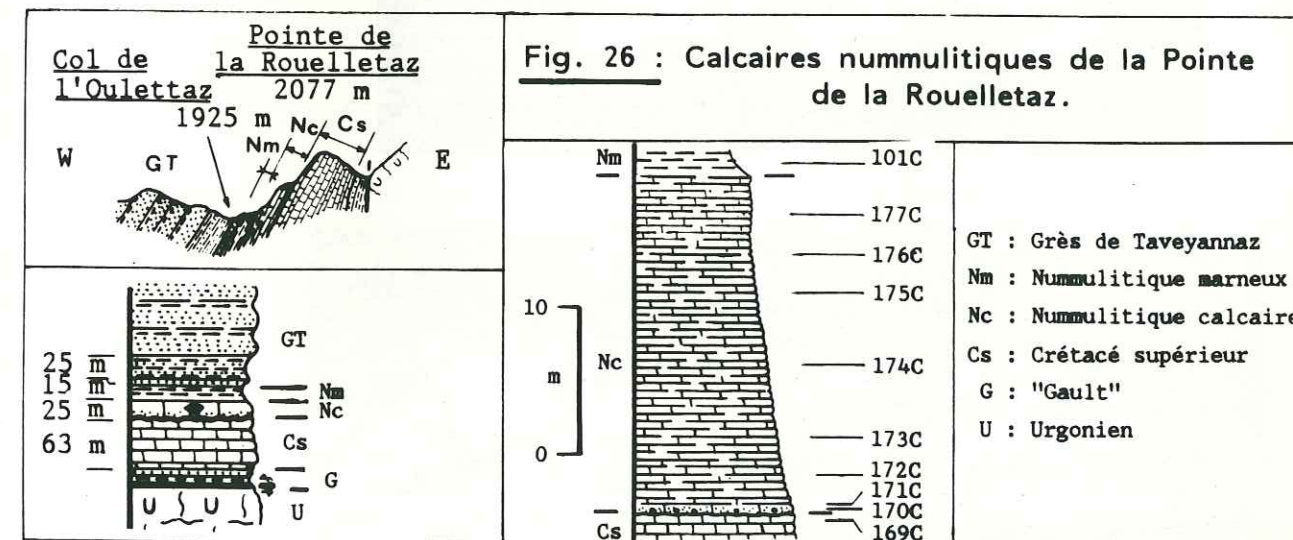 Col de
l'Oulettaz
1925 m
Pointe de
la Rouelletaz
2077 m
W
GT
Nm
Nc
Cs
E
Fig. 26 : Calcaires nummulitiques de la Pointe
de la Rouelletaz.
25 m
15 m
25 m
63 m
GT
Nm
Nc
Cs
G
U
U
U
10
m
0
Nm
Nc
Cs
101C
177C
176C
175C
174C
173C
172C
171C
170C
169C
GT : Grès de Taveyannaz
Nm : Nummulitique marneux
Nc : Nummulitique calcaire
Cs : Crétacé supérieur
G : "Gault"
U : Urgonien